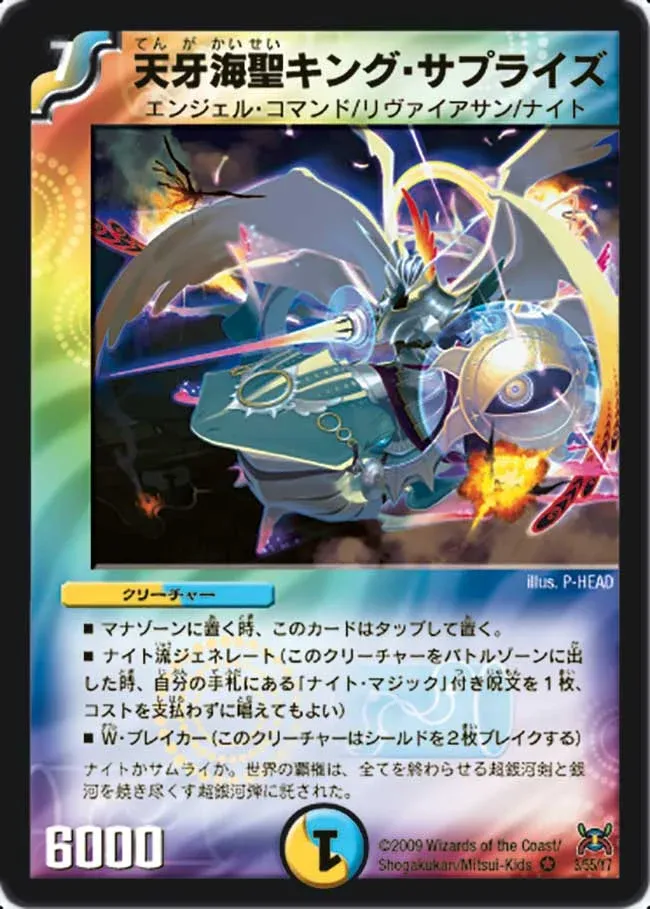 7
てん が かい せい
天牙海聖キング・サプライズ
エンジェル・コマンド/リヴァイアサン/ナイト
illus. P-HEAD
クリーチャー
■ マナゾーンに置く時、このカードはタップして置く。
■ ナイト流ジェネレート（このクリーチャーをバトルゾーンに出
した時、自分の手札にある「ナイト・マジック」付き呪文を１枚、
コストを支払わずに唱えてもよい）
■ W・ブレイカー（このクリーチャーはシールドを２枚ブレイクする）
ナイトかサムライか。世界の覇権は、全てを終わらせる超銀河剣と銀
河を焼き尽くす超銀河弾に託された。
6000
1
©2009 Wizards of the Coast/
Shogakukan/Mitsui-Kids
3/55/Y7